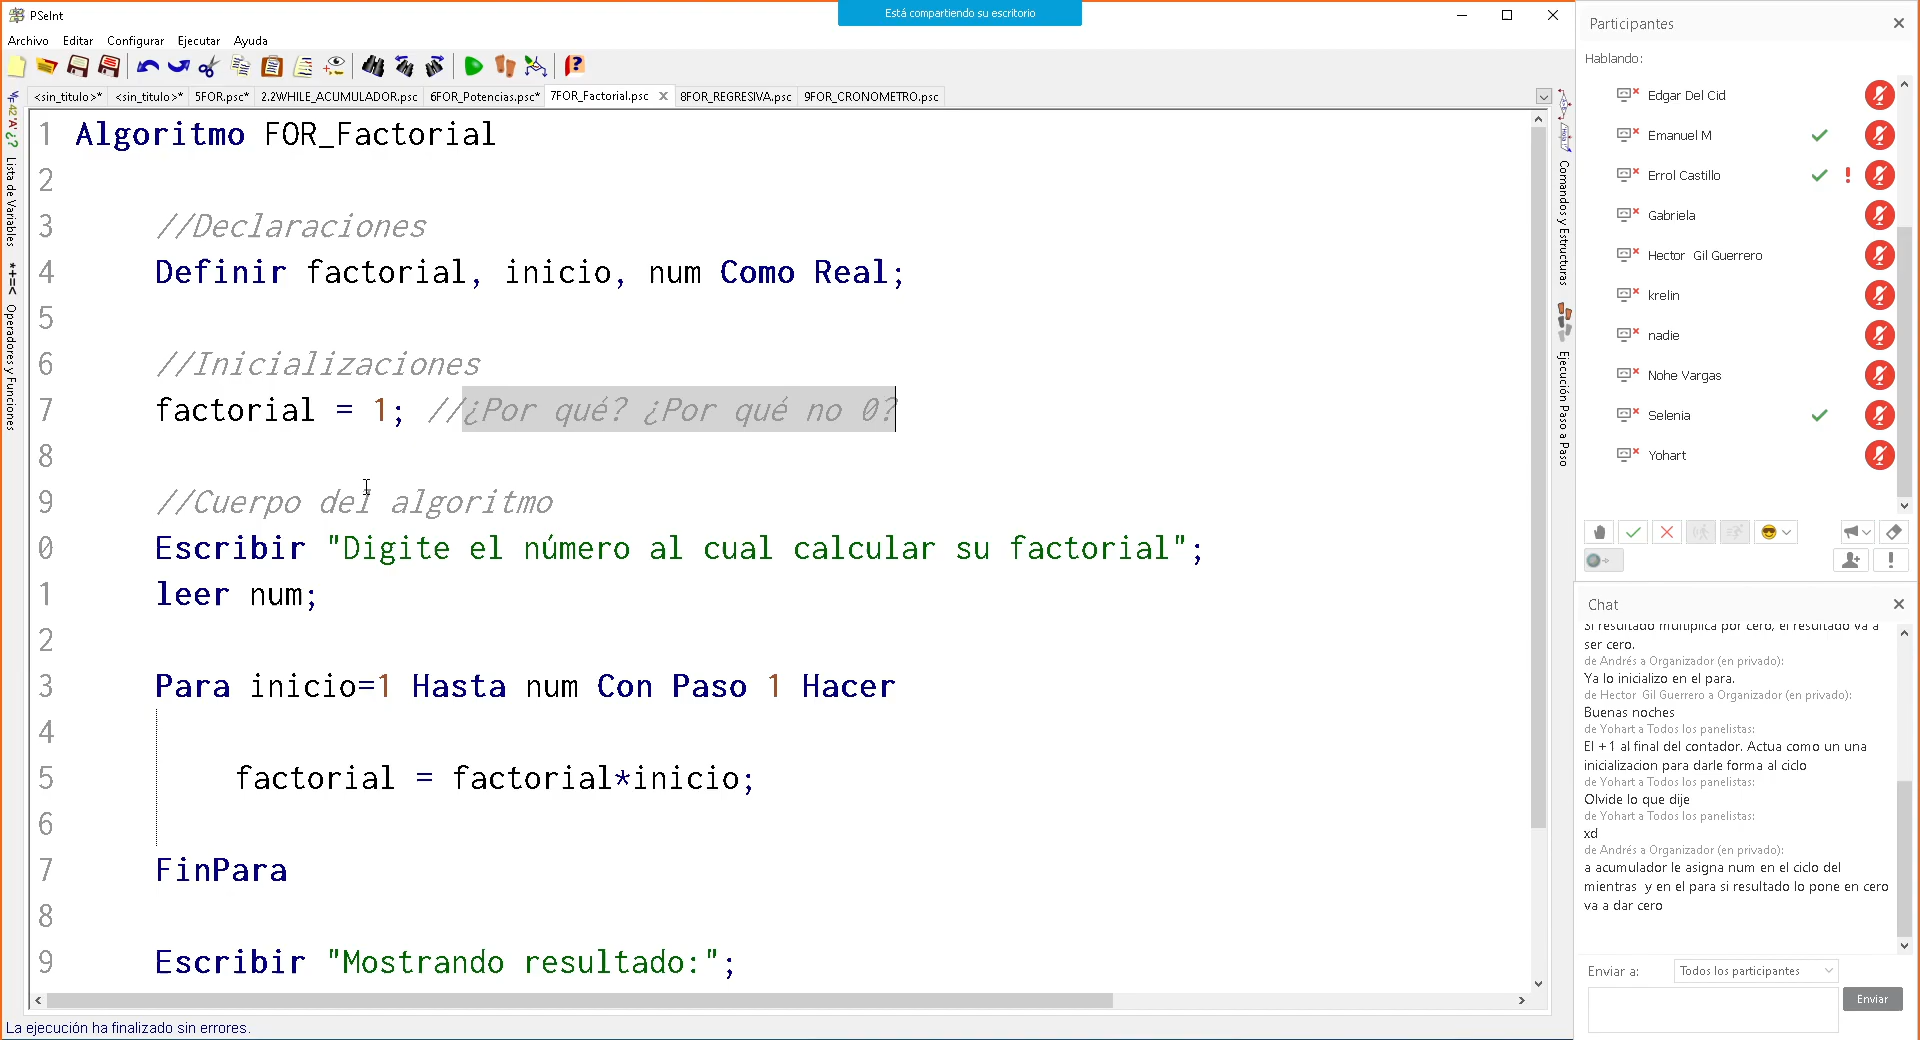 PSeInt
Está compartiendo su escritorio
Archivo Editar Configurar Ejecutar Ayuda
<sin_titulo>* <sin_titulo>* 5FOR.psc* 2.2WHILE_ACUMULADOR.psc 6FOR_Potencias.psc* 7FOR_Factorial.psc 8FOR_REGRESIVA.psc 9FOR_CRONOMETRO.psc
Lista de Variables
*+=< Operadores y Funciones
1 Algoritmo FOR_Factorial
2
3 //Declaraciones
4 Definir factorial, inicio, num Como Real;
5
6 //Inicializaciones
7 factorial = 1; //¿Por qué? ¿Por qué no 0?
8
9 //Cuerpo del algoritmo
0 Escribir "Digite el número al cual calcular su factorial";
1 leer num;
2
3 Para inicio=1 Hasta num Con Paso 1 Hacer
4
5 factorial = factorial*inicio;
6
7 FinPara
8
9 Escribir "Mostrando resultado:";
La ejecución ha finalizado sin errores.
Comandos y Estructuras
Ejecución Paso a Paso
Participantes
Hablando:
Edgar Del Cid
Emanuel M
Errol Castillo
Gabriela
Hector Gil Guerrero
krelin
nadie
Nohe Vargas
Selenia
Yohart
Chat
Si resultado multiplica por cero, el resultado va a
ser cero.
de Andrés a Organizador (en privado):
Ya lo inicializo en el para.
de Hector Gil Guerrero a Organizador (en privado):
Buenas noches
de Yohart a Todos los panelistas:
El +1 al final del contador. Actua como un una
inicializacion para darle forma al ciclo
de Yohart a Todos los panelistas:
Olvide lo que dije
de Yohart a Todos los panelistas:
xd
de Andrés a Organizador (en privado):
a acumulador le asigna num en el ciclo del
mientras y en el para si resultado lo pone en cero
va a dar cero
Enviar a: Todos los participantes
Enviar